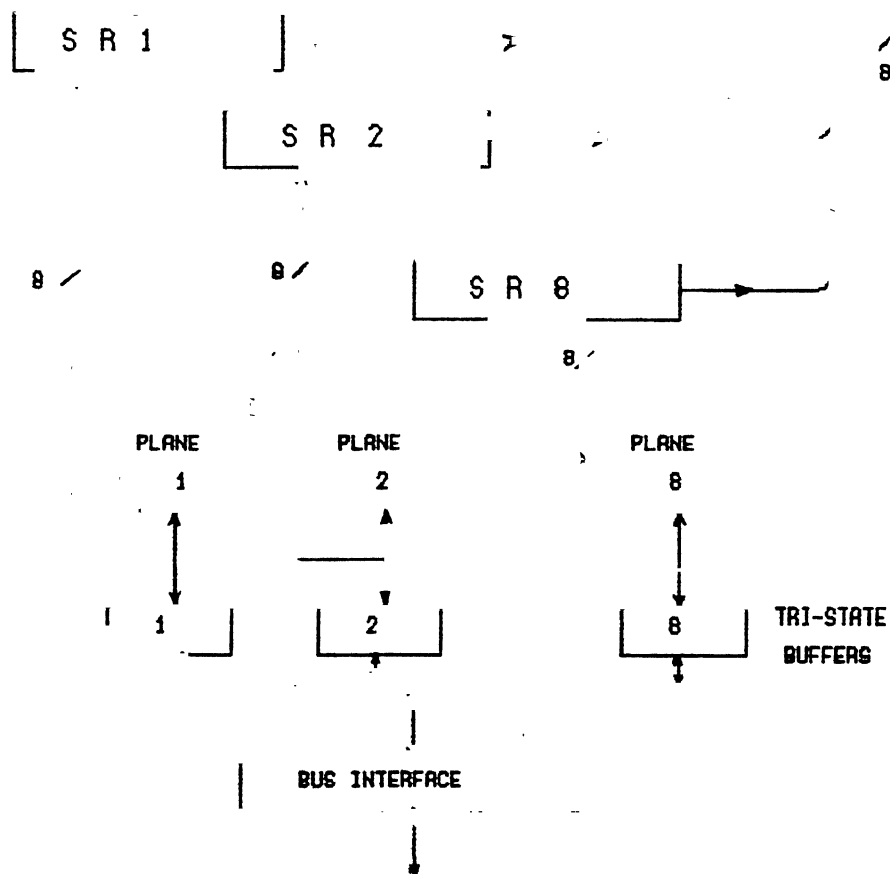 S R 1
8
S R 2
8
8
S R 8
8
PLANE PLANE PLANE
1 2 8
1 2 8 TRI-STATE
BUFFERS
BUS INTERFACE